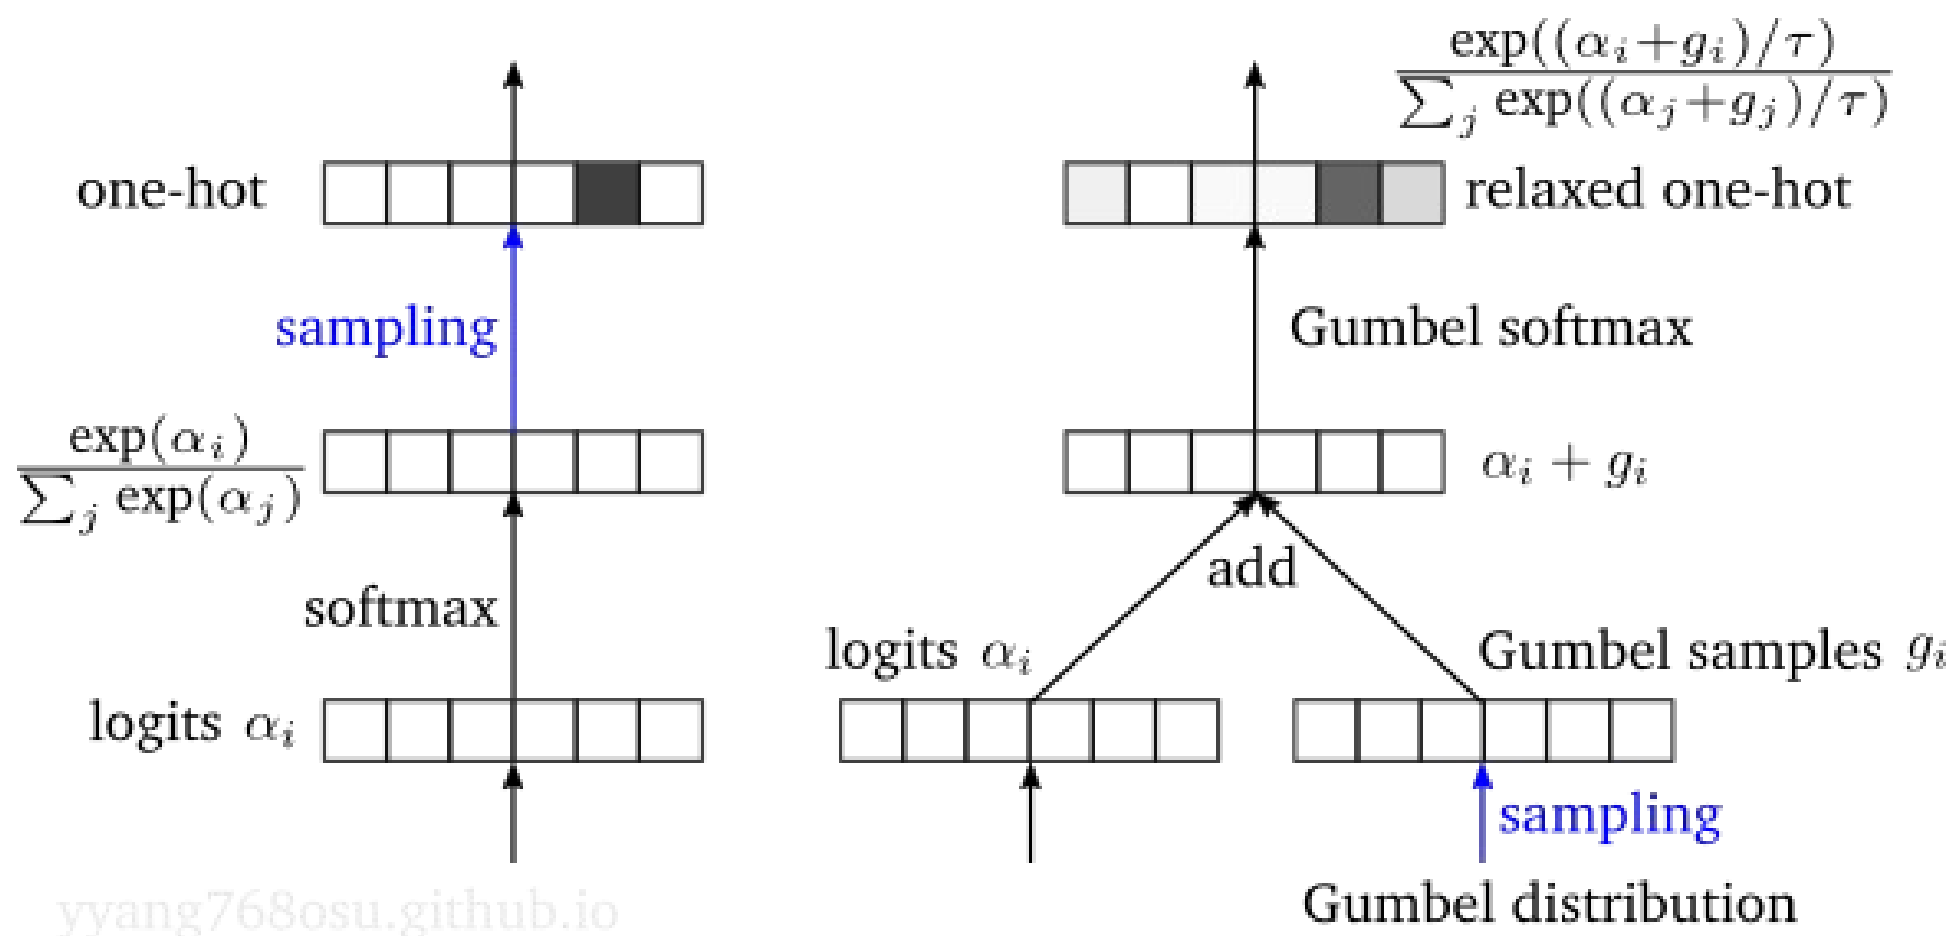 exp((αᵢ+gᵢ)/τ)
∑ⱼ exp((αⱼ+gⱼ)/τ)
one-hot
relaxed one-hot
sampling
Gumbel softmax
exp(αᵢ)
∑ⱼ exp(αⱼ)
αᵢ + gᵢ
add
softmax
logits αᵢ
Gumbel samples gᵢ
logits αᵢ
sampling
Gumbel distribution
yyang768osu.github.io